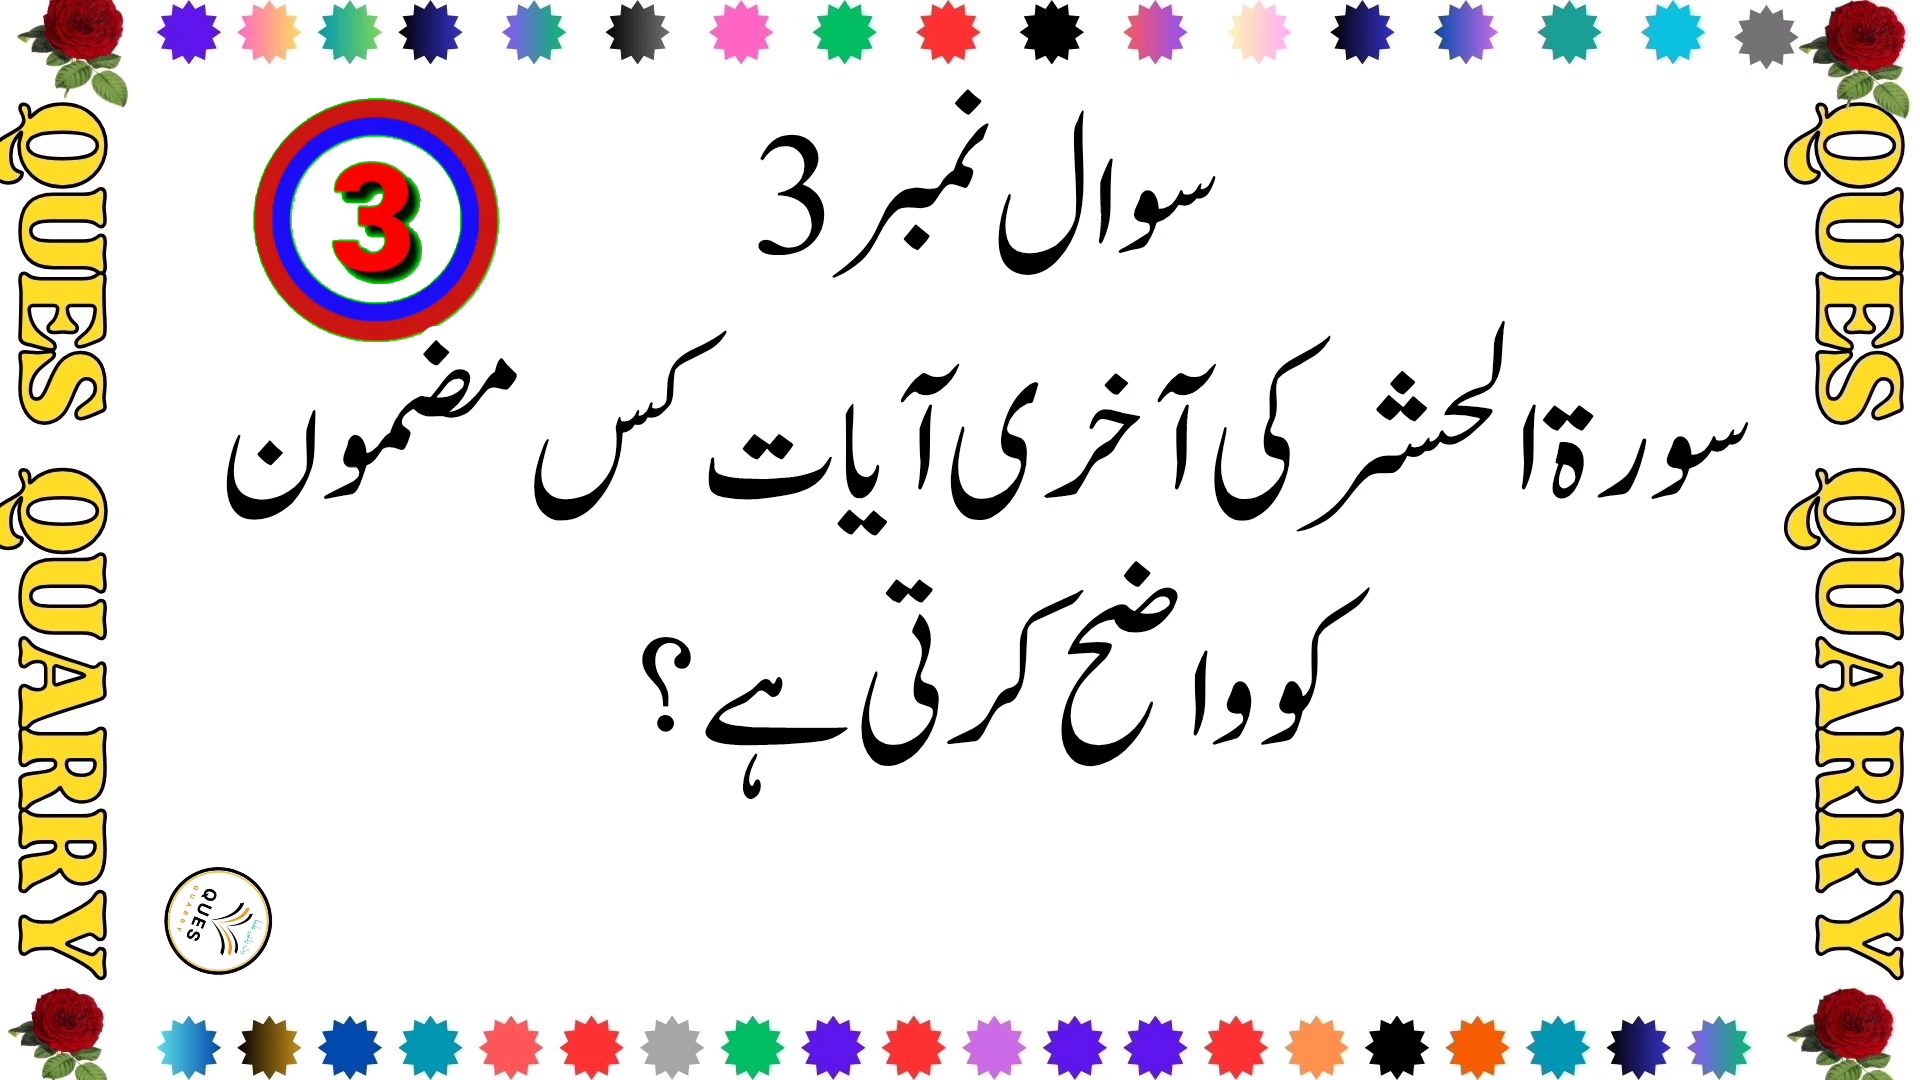 سوال نمبر 3
3
سورۃ الحشر کی آخری آیات کس مضمون
کو واضح کرتی ہے؟
QUES QUARRY
QUES QUARRY
QUES
QUARRY